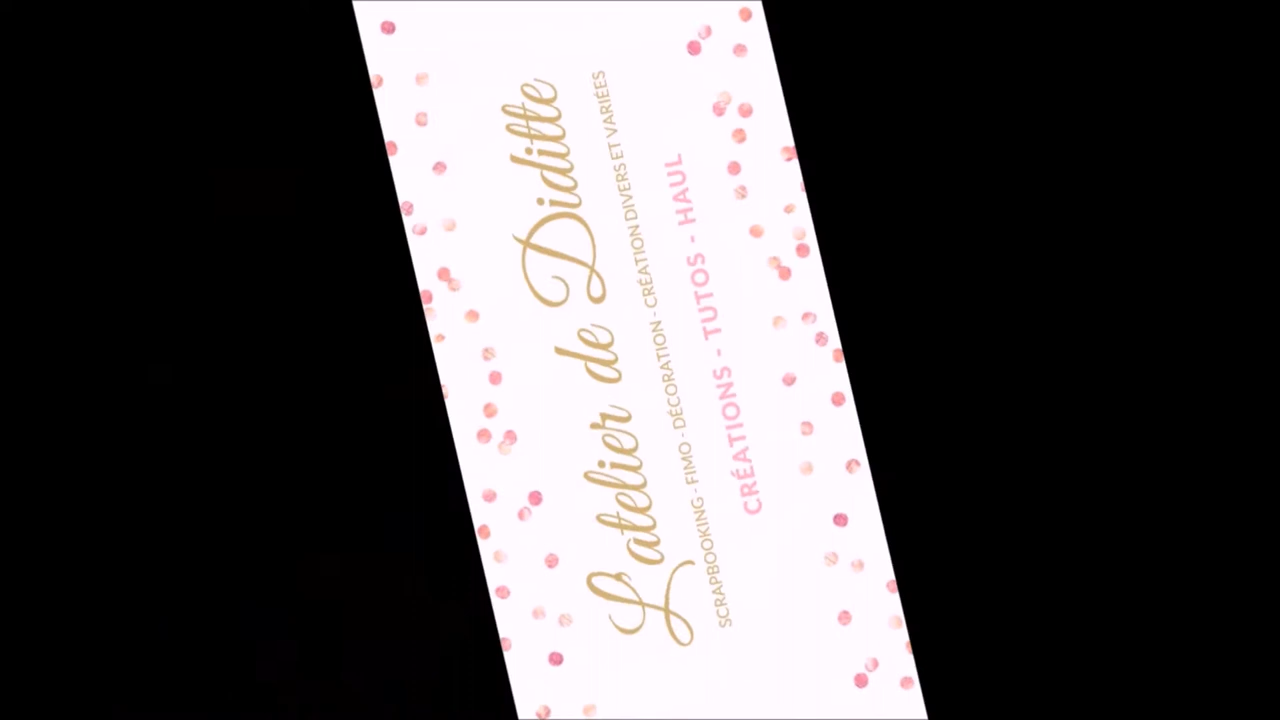 L'atelier de Diditte
SCRAPBOOKING - FIMO - DÉCORATION - CRÉATION DIVERS ET VARIÉES
CRÉATIONS - TUTOS - HAUL